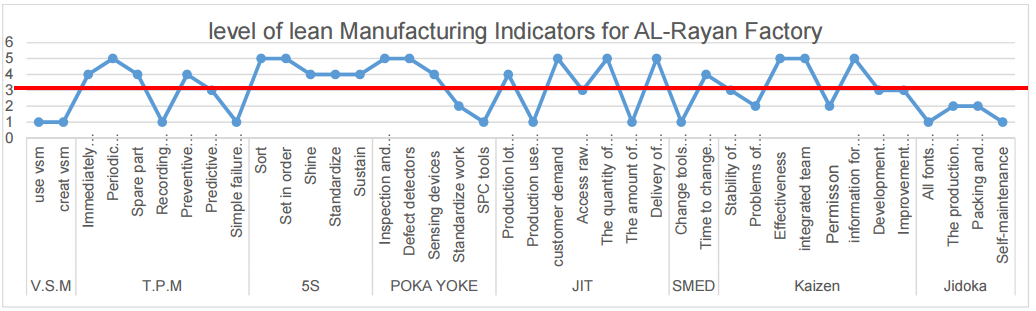 level of lean Manufacturing Indicators for AL-Rayan Factory
6
5
4
3
2
1
0
use vsm
creat vsm
Immediately…
Periodic…
Spare part
Recording…
Preventive…
Predictive…
Simple failure…
Sort
Set in order
Shine
Standardize
Sustain
Inspection and…
Defect detectors
Sensing devices
Standardize work
SPC tools
Production lot…
Production use…
customer demand
Access raw…
The quantity of…
The amount of…
Delivery of…
Change tools…
Time to change…
Stability of…
Problems of…
Effectiveness
integrated team
Permission
information for…
Development…
Improvement…
All fonts…
The production…
Packing and…
Self-maintenance
V.S.M T.P.M 5S POKA YOKE JIT SMED Kaizen Jidoka